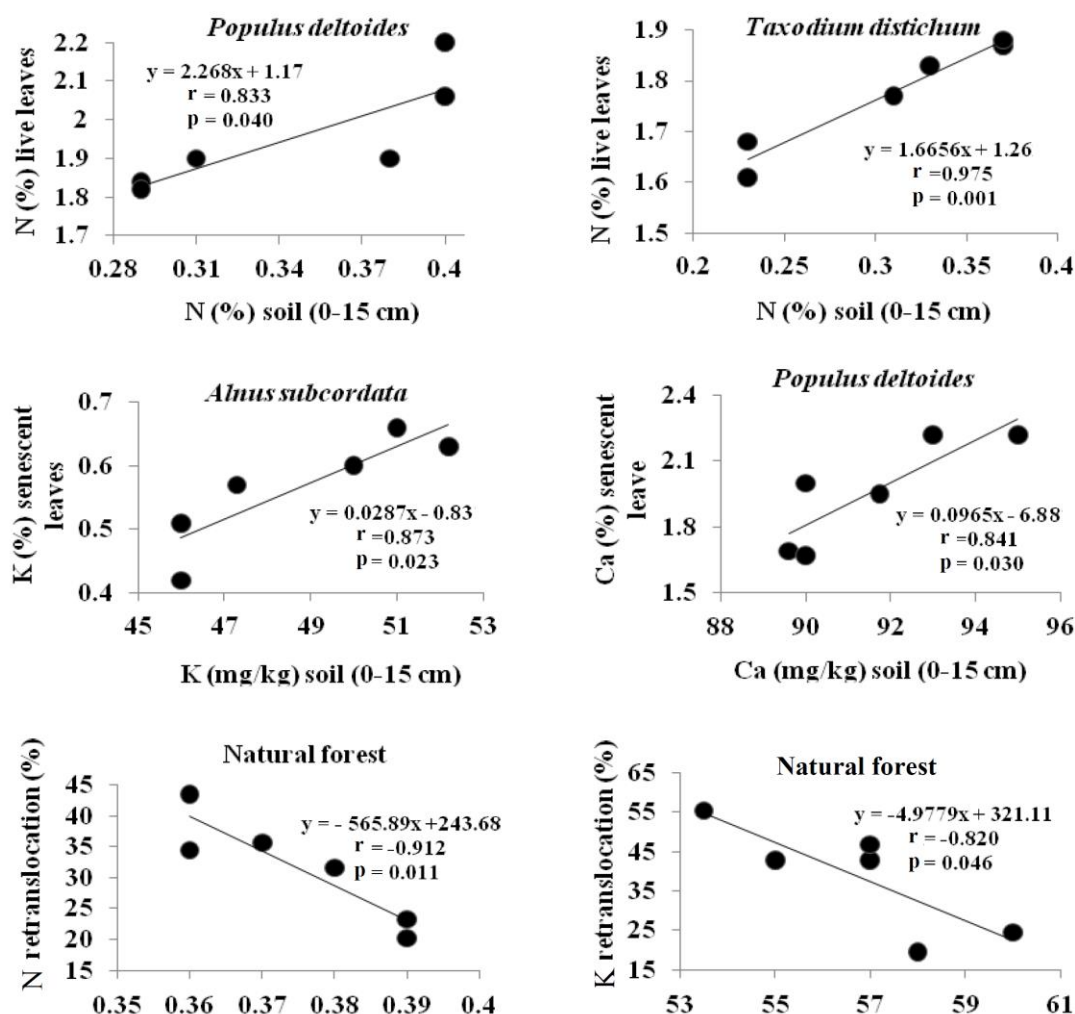 Populus deltoides
N (%) live leaves
2.2
2.1
2
1.9
1.8
1.7
y = 2.268x + 1.17
r = 0.833
p = 0.040
0.28 0.31 0.34 0.37 0.4
N (%) soil (0-15 cm)
Taxodium distichum
N (%) live leaves
1.9
1.8
1.7
1.6
1.5
y = 1.6656x + 1.26
r =0.975
p = 0.001
0.2 0.25 0.3 0.35 0.4
N (%) soil (0-15 cm)
Alnus subcordata
K (%) senescent
leaves
0.7
0.6
0.5
0.4
y = 0.0287x - 0.83
r =0.873
p = 0.023
45 47 49 51 53
K (mg/kg) soil (0-15 cm)
Populus deltoides
Ca (%) senescent
leave
2.4
2.1
1.8
1.5
y = 0.0965x - 6.88
r =0.841
p = 0.030
88 90 92 94 96
Ca (mg/kg) soil (0-15 cm)
Natural forest
N retranslocation (%)
45
40
35
30
25
20
15
y = - 565.89x +243.68
r = -0.912
p = 0.011
0.35 0.36 0.37 0.38 0.39 0.4
Natural forest
K retranslocation (%)
65
55
45
35
25
15
y = -4.9779x + 321.11
r = -0.820
p = 0.046
53 55 57 59 61